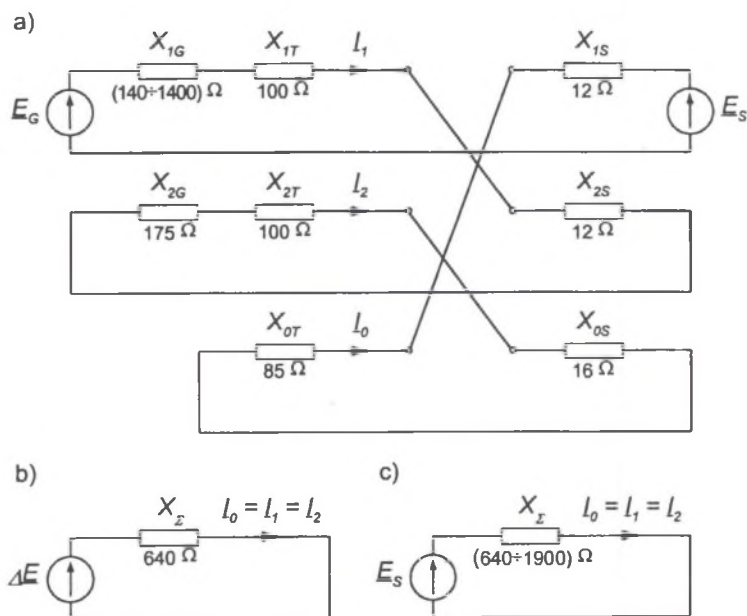 a)
X1G X1T I1 X1S
EG (140÷1400) Ω 100 Ω 12 Ω ES
X2G X2T I2 X2S
175 Ω 100 Ω 12 Ω
X0T I0 X0S
85 Ω 16 Ω
b) c)
XΣ I0 = I1 = I2 XΣ I0 = I1 = I2
ΔE 640 Ω ES (640÷1900) Ω